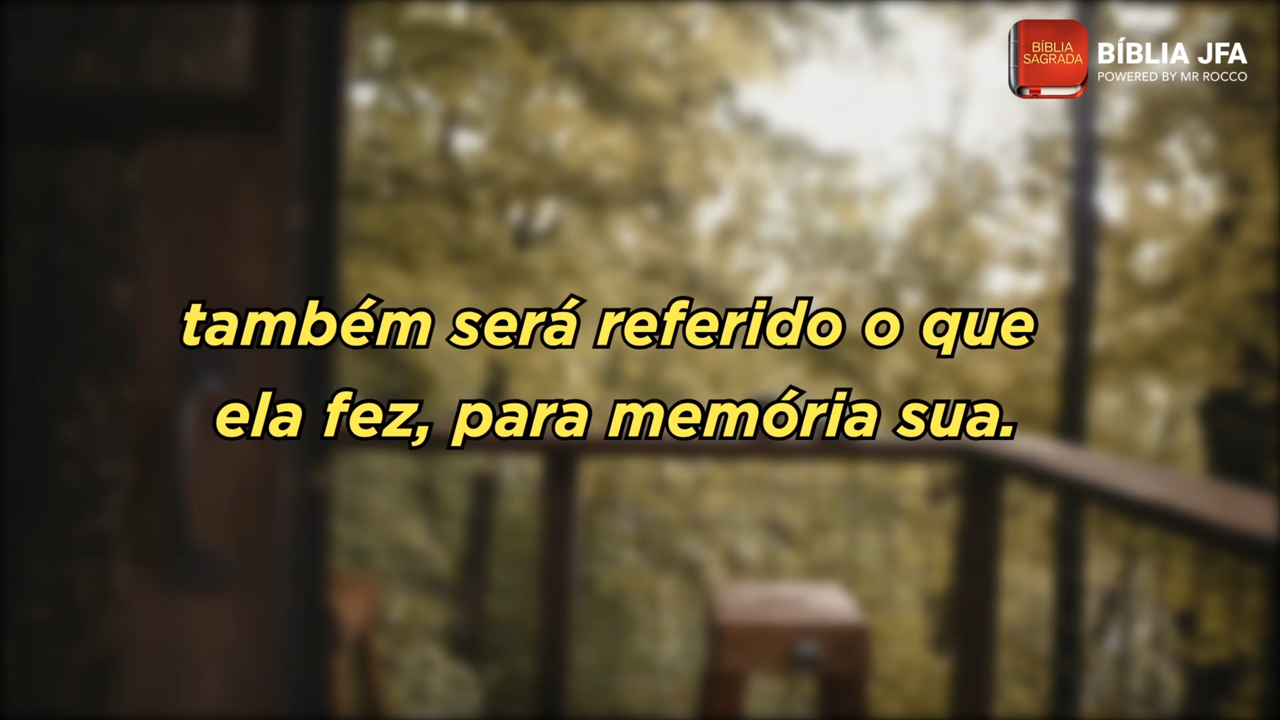 BÍBLIA
SAGRADA
BÍBLIA JFA
POWERED BY MR ROCCO
também será referido o que
ela fez, para memória sua.